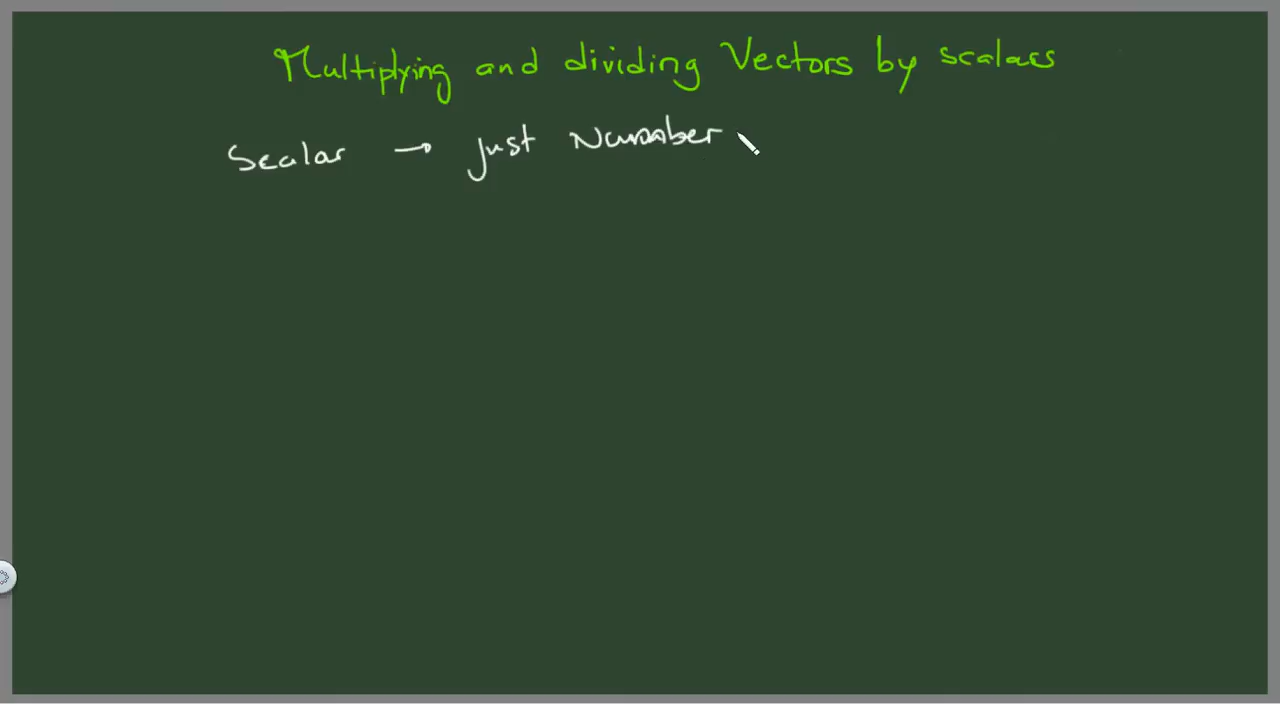 Multiplying and dividing Vectors by scalars
Scalar → just Number